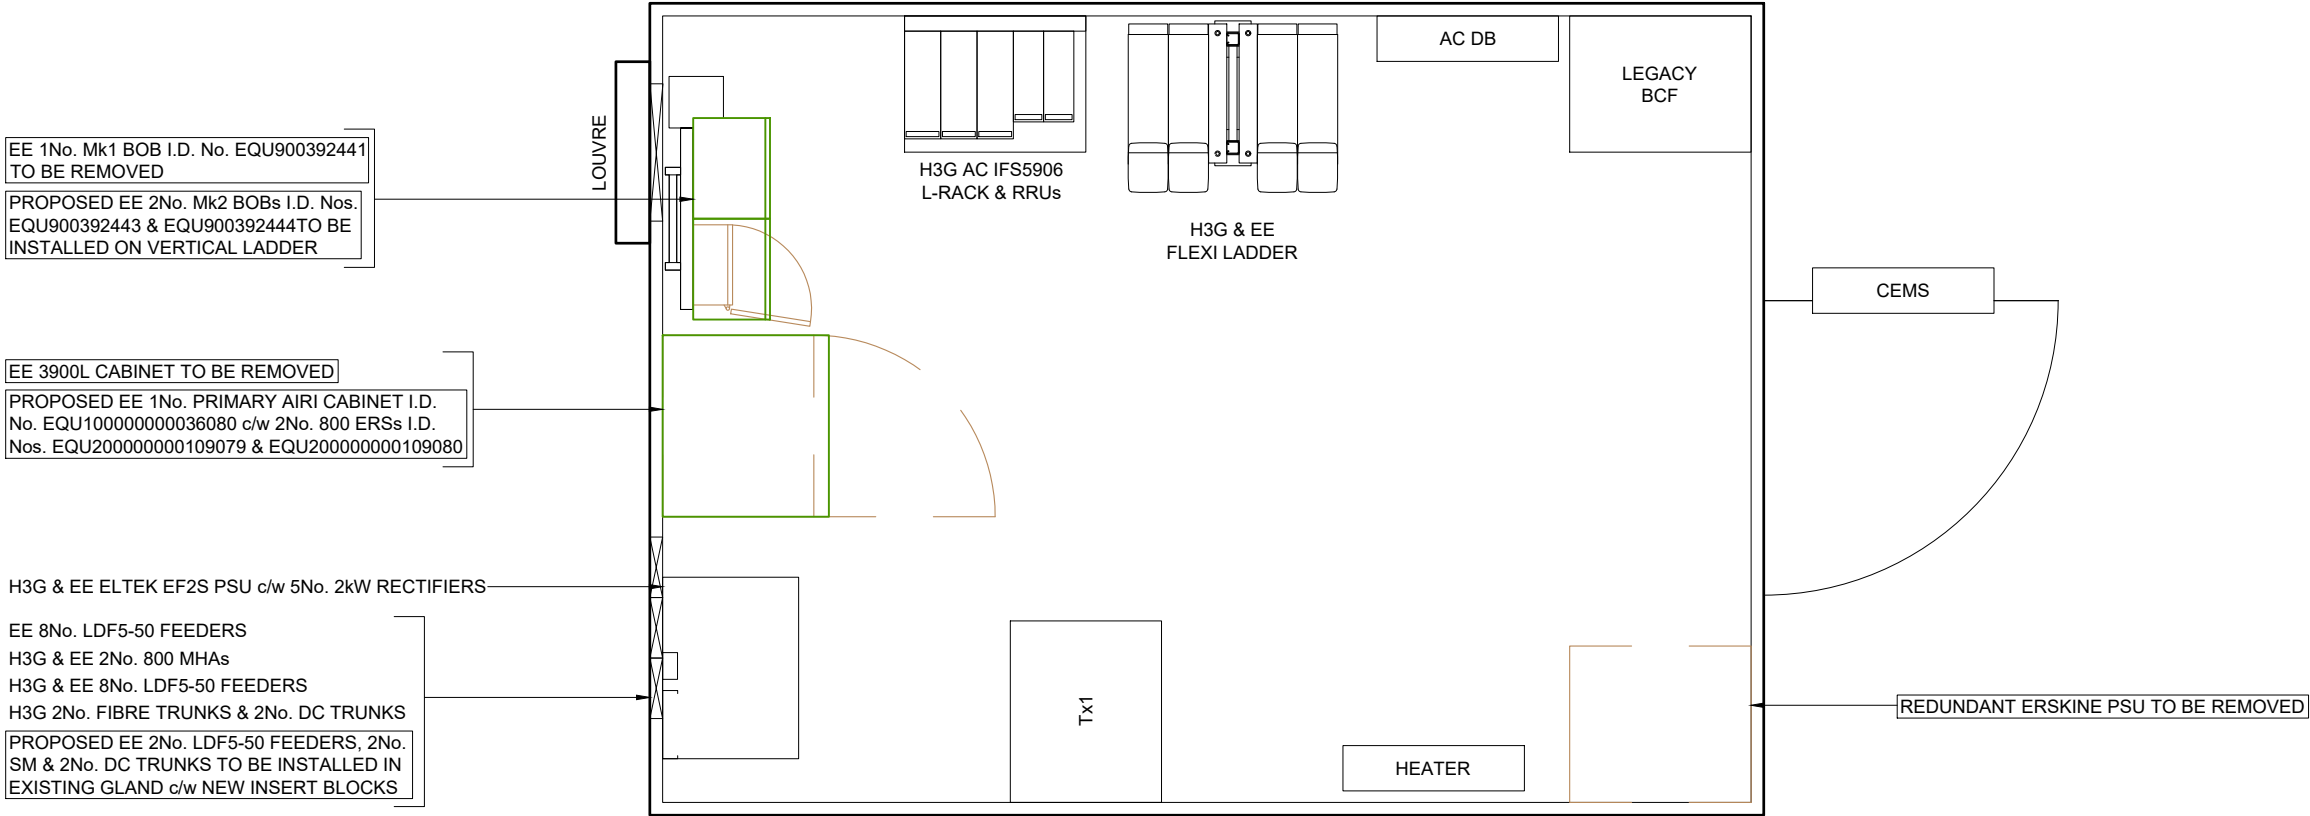 EE 1No. Mk1 BOB I.D. No. EQU900392441
TO BE REMOVED
PROPOSED EE 2No. Mk2 BOBs I.D. Nos.
EQU900392443 & EQU900392444TO BE
INSTALLED ON VERTICAL LADDER
EE 3900L CABINET TO BE REMOVED
PROPOSED EE 1No. PRIMARY AIRI CABINET I.D.
No. EQU100000000036080 c/w 2No. 800 ERSs I.D.
Nos. EQU200000000109079 & EQU200000000109080
H3G & EE ELTEK EF2S PSU c/w 5No. 2kW RECTIFIERS
EE 8No. LDF5-50 FEEDERS
H3G & EE 2No. 800 MHAs
H3G & EE 8No. LDF5-50 FEEDERS
H3G 2No. FIBRE TRUNKS & 2No. DC TRUNKS
PROPOSED EE 2No. LDF5-50 FEEDERS, 2No.
SM & 2No. DC TRUNKS TO BE INSTALLED IN
EXISTING GLAND c/w NEW INSERT BLOCKS
LOUVRE
H3G AC IFS5906
L-RACK & RRUs
H3G & EE
FLEXI LADDER
AC DB
LEGACY
BCF
CEMS
Tx1
HEATER
REDUNDANT ERSKINE PSU TO BE REMOVED